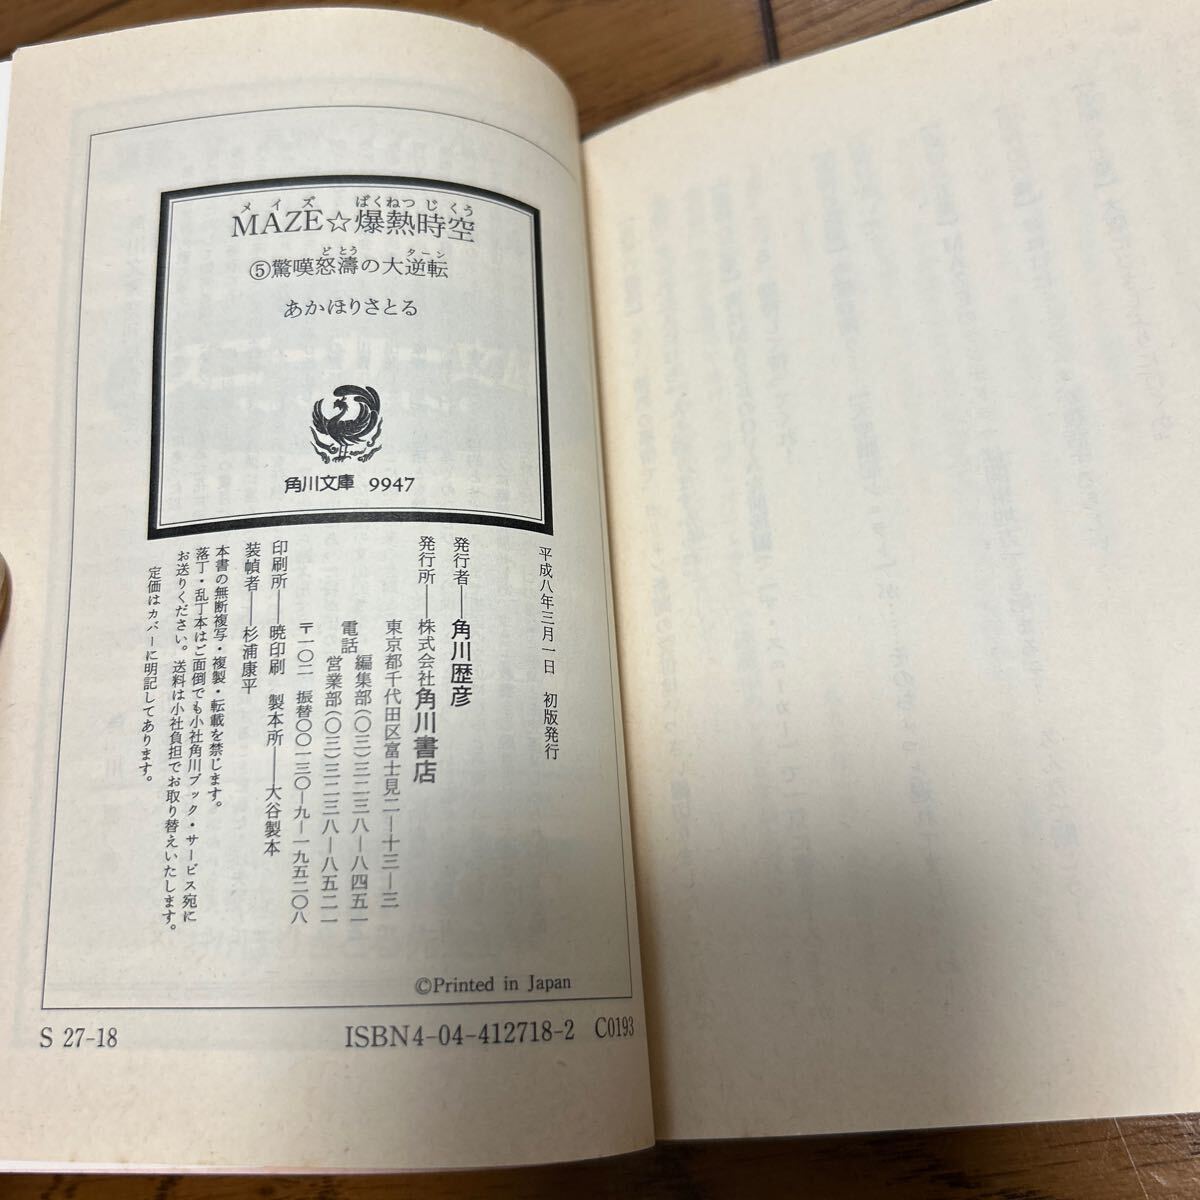 メイズ ばくねつ じ くう
MAZE☆爆熱時空
ど とう ターン
⑤驚嘆怒濤の大逆転
あかほりさとる
角川文庫 9947
平成八年三月一日 初版発行
発行者―角川歴彦
発行所―株式会社角川書店
東京都千代田区富士見二―十三―三
電話 編集部(〇三)三二三八―八四五一
営業部(〇三)三二三八―八五二一
〒一〇二 振替〇〇一三〇―九―一九五二〇八
印刷所―暁印刷 製本所―大谷製本
装幀者―杉浦康平
本書の無断複写・複製・転載を禁じます。
落丁・乱丁本はご面倒でも小社角川ブック・サービス宛に
お送りください。送料は小社負担でお取り替えいたします。
定価はカバーに明記してあります。
©Printed in Japan
S 27-18 ISBN4-04-412718-2 C0193